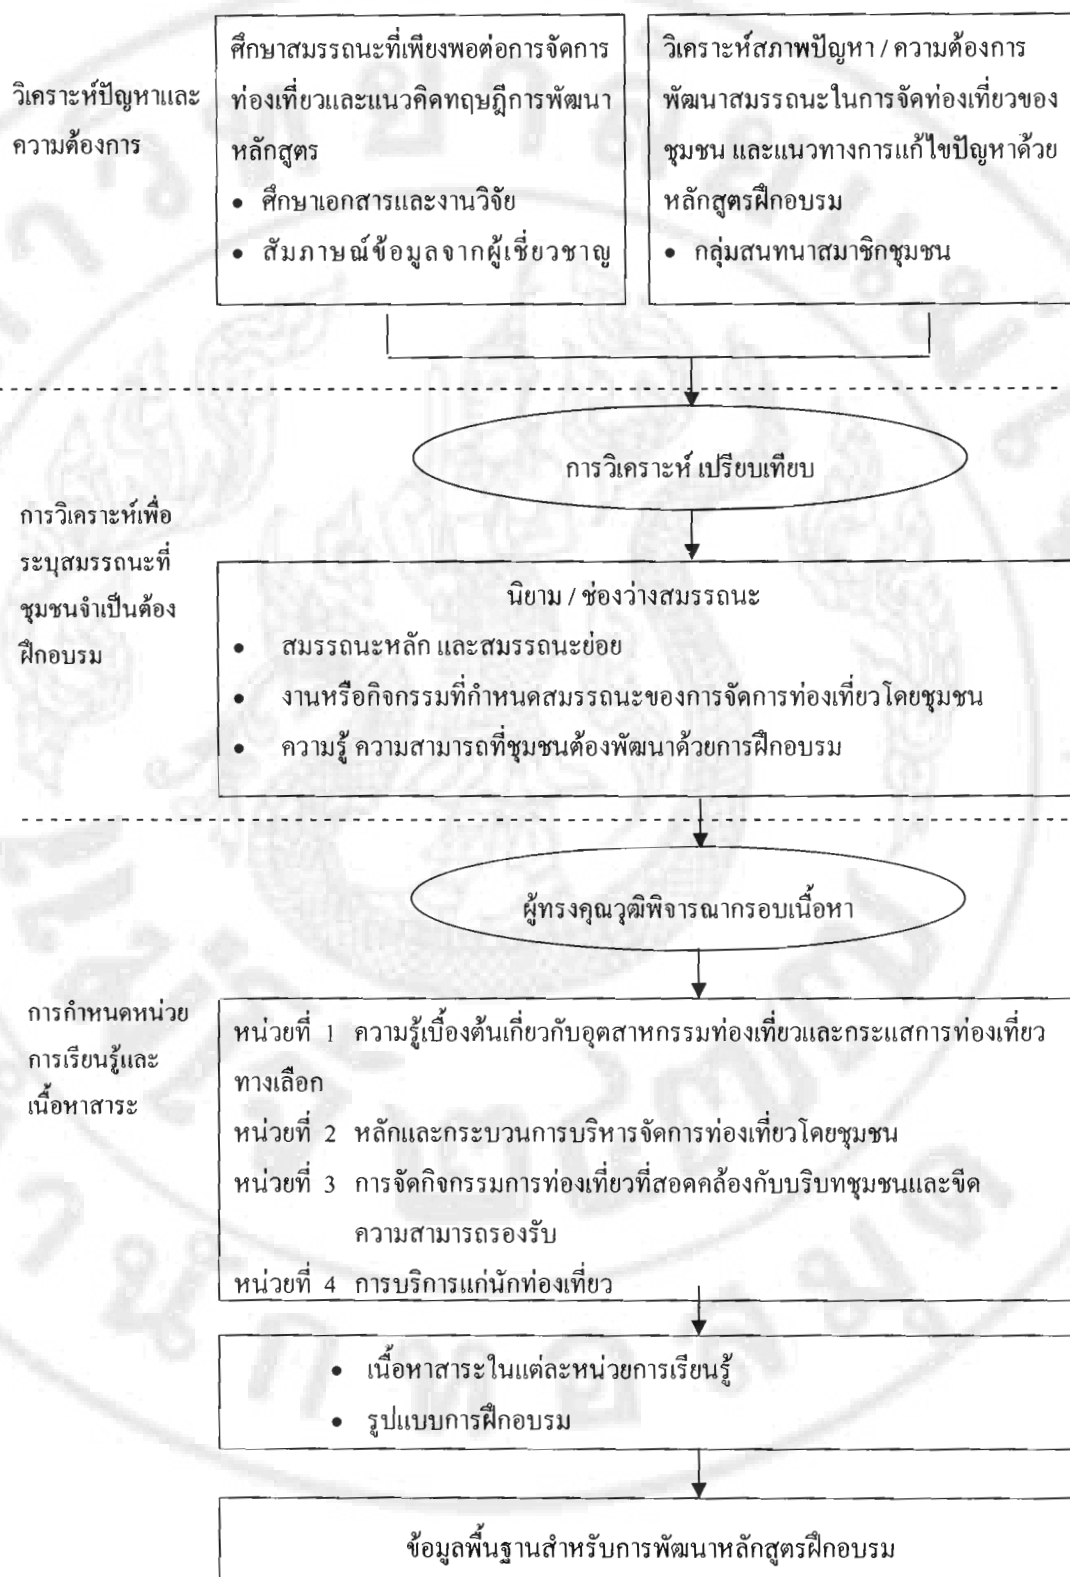 วิเคราะห์ปัญหาและ
ความต้องการ
ศึกษาสมรรถนะที่เพียงพอต่อการจัดการ
ท่องเที่ยวและแนวคิดทฤษฎีการพัฒนา
หลักสูตร
• ศึกษาเอกสารและงานวิจัย
• สัมภาษณ์ข้อมูลจากผู้เชี่ยวชาญ
วิเคราะห์สภาพปัญหา / ความต้องการ
พัฒนาสมรรถนะในการจัดท่องเที่ยวของ
ชุมชน และแนวทางการแก้ไขปัญหาด้วย
หลักสูตรฝึกอบรม
• กลุ่มสนทนาสมาชิกชุมชน
การวิเคราะห์ เปรียบเทียบ
การวิเคราะห์เพื่อ
ระบุสมรรถนะที่
ชุมชนจำเป็นต้อง
ฝึกอบรม
นิยาม / ช่องว่างสมรรถนะ
• สมรรถนะหลัก และสมรรถนะย่อย
• งานหรือกิจกรรมที่กำหนดสมรรถนะของการจัดการท่องเที่ยวโดยชุมชน
• ความรู้ ความสามารถที่ชุมชนต้องพัฒนาด้วยการฝึกอบรม
ผู้ทรงคุณวุฒิพิจารณากรอบเนื้อหา
การกำหนดหน่วย
การเรียนรู้และ
เนื้อหาสาระ
หน่วยที่ 1 ความรู้เบื้องต้นเกี่ยวกับอุตสาหกรรมท่องเที่ยวและกระแสการท่องเที่ยว
ทางเลือก
หน่วยที่ 2 หลักและกระบวนการบริหารจัดการท่องเที่ยวโดยชุมชน
หน่วยที่ 3 การจัดกิจกรรมการท่องเที่ยวที่สอดคล้องกับบริบทชุมชนและขีด
ความสามารถรองรับ
หน่วยที่ 4 การบริการแก่นักท่องเที่ยว
• เนื้อหาสาระในแต่ละหน่วยการเรียนรู้
• รูปแบบการฝึกอบรม
ข้อมูลพื้นฐานสำหรับการพัฒนาหลักสูตรฝึกอบรม